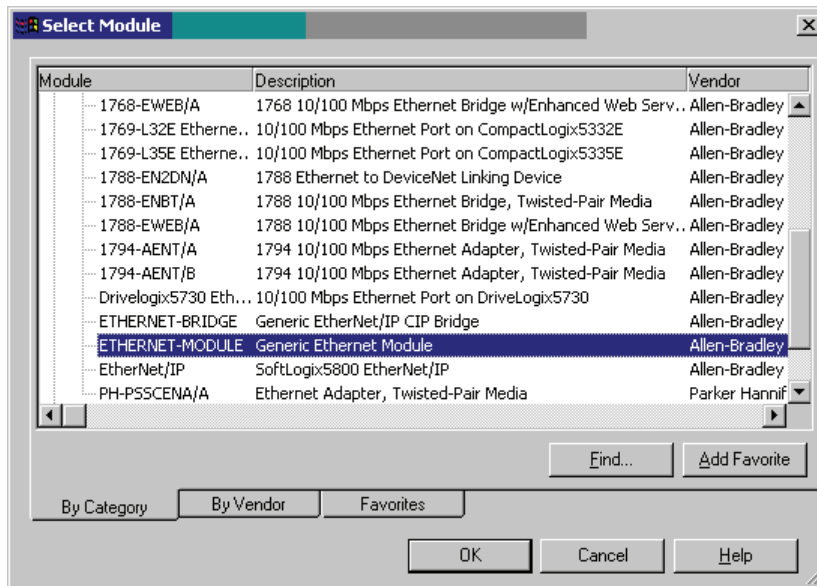 Select Module
Module Description Vendor
1768-EWEB/A 1768 10/100 Mbps Ethernet Bridge w/Enhanced Web Serv.. Allen-Bradley
1769-L32E Etherne.. 10/100 Mbps Ethernet Port on CompactLogix5332E Allen-Bradley
1769-L35E Etherne.. 10/100 Mbps Ethernet Port on CompactLogix5335E Allen-Bradley
1788-EN2DN/A 1788 Ethernet to DeviceNet Linking Device Allen-Bradley
1788-ENBT/A 1788 10/100 Mbps Ethernet Bridge, Twisted-Pair Media Allen-Bradley
1788-EWEB/A 1788 10/100 Mbps Ethernet Bridge w/Enhanced Web Serv.. Allen-Bradley
1794-AENT/A 1794 10/100 Mbps Ethernet Adapter, Twisted-Pair Media Allen-Bradley
1794-AENT/B 1794 10/100 Mbps Ethernet Adapter, Twisted-Pair Media Allen-Bradley
Drivelogix5730 Eth... 10/100 Mbps Ethernet Port on DriveLogix5730 Allen-Bradley
ETHERNET-BRIDGE Generic EtherNet/IP CIP Bridge Allen-Bradley
ETHERNET-MODULE Generic Ethernet Module Allen-Bradley
EtherNet/IP SoftLogix5800 EtherNet/IP Allen-Bradley
PH-PSSCENA/A Ethernet Adapter, Twisted-Pair Media Parker Hannif
Find... Add Favorite
By Category By Vendor Favorites
OK Cancel Help